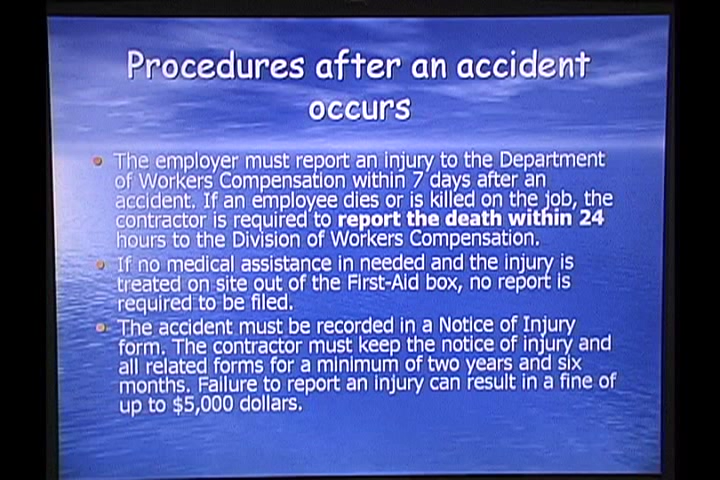 Procedures after an accident
occurs
The employer must report an injury to the Department
of Workers Compensation within 7 days after an
accident. If an employee dies or is killed on the job, the
contractor is required to report the death within 24
hours to the Division of Workers Compensation.
If no medical assistance in needed and the injury is
treated on site out of the First-Aid box, no report is
required to be filed.
The accident must be recorded in a Notice of Injury
form. The contractor must keep the notice of injury and
all related forms for a minimum of two years and six
months. Failure to report an injury can result in a fine of
up to $5,000 dollars.